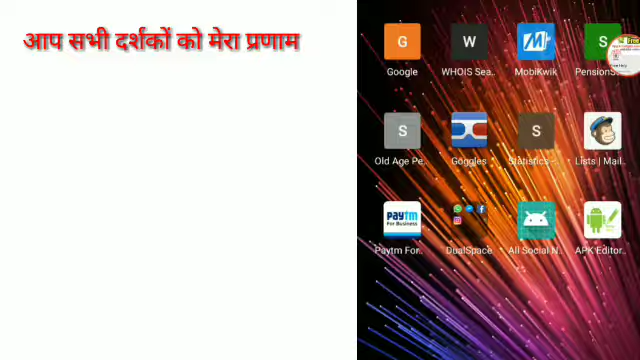 आप सभी दर्शकों को मेरा प्रणाम
G W S
Google WHOIS Sea.. MobiKwik PensionS
S S
Old Age Pe.. Goggles Statistics-.. Lists | Mail..
Paytm
For Business
Paytm For.. DualSpace All Social N.. APK Editor..